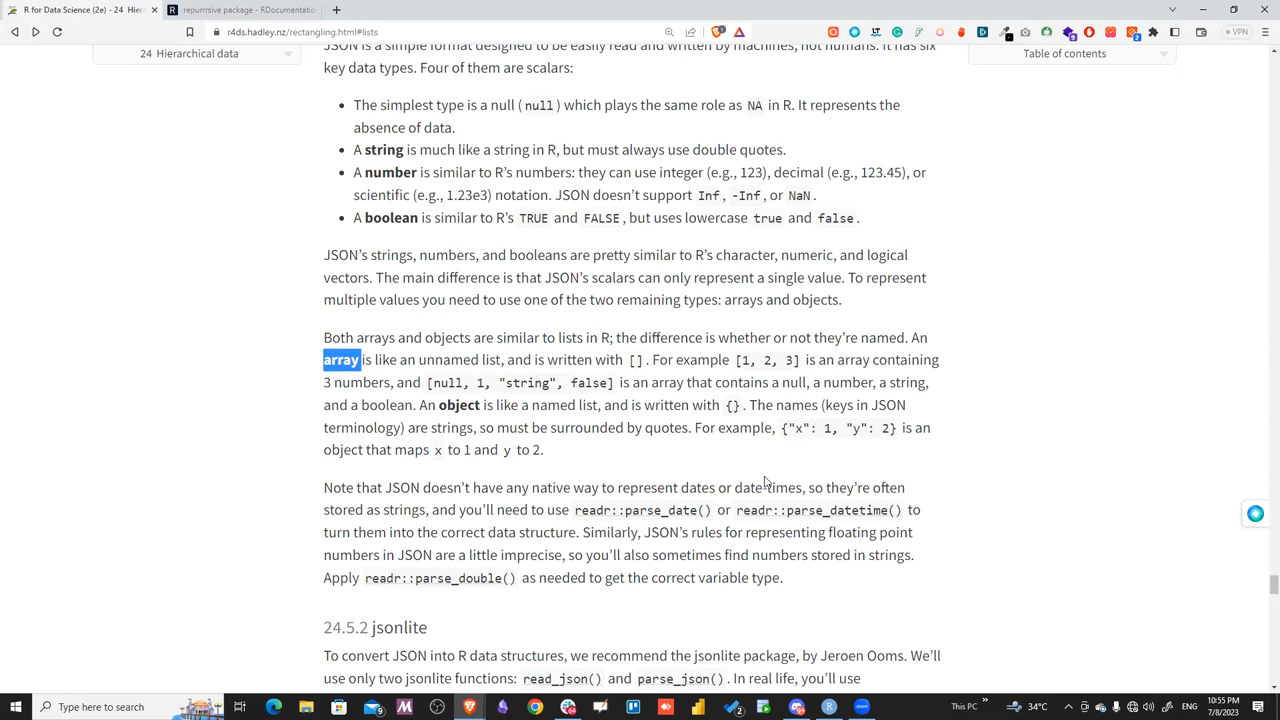 R for Data Science (2e) - 24 Hier
repurrrsive package - RDocumentation
r4ds.hadley.nz/rectangling.html#lists
VPN
24 Hierarchical data
Table of contents
JSON is a simple format designed to be easily read and written by machines, not humans. It has six
key data types. Four of them are scalars:
• The simplest type is a null (null) which plays the same role as NA in R. It represents the
absence of data.
• A string is much like a string in R, but must always use double quotes.
• A number is similar to R's numbers: they can use integer (e.g., 123), decimal (e.g., 123.45), or
scientific (e.g., 1.23e3) notation. JSON doesn't support Inf, -Inf, or NaN.
• A boolean is similar to R's TRUE and FALSE, but uses lowercase true and false.
JSON's strings, numbers, and booleans are pretty similar to R's character, numeric, and logical
vectors. The main difference is that JSON's scalars can only represent a single value. To represent
multiple values you need to use one of the two remaining types: arrays and objects.
Both arrays and objects are similar to lists in R; the difference is whether or not they're named. An
array is like an unnamed list, and is written with []. For example [1, 2, 3] is an array containing
3 numbers, and [null, 1, "string", false] is an array that contains a null, a number, a string,
and a boolean. An object is like a named list, and is written with {}. The names (keys in JSON
terminology) are strings, so must be surrounded by quotes. For example, {"x": 1, "y": 2} is an
object that maps x to 1 and y to 2.
Note that JSON doesn't have any native way to represent dates or date-times, so they're often
stored as strings, and you'll need to use readr::parse_date() or readr::parse_datetime() to
turn them into the correct data structure. Similarly, JSON's rules for representing floating point
numbers in JSON are a little imprecise, so you'll also sometimes find numbers stored in strings.
Apply readr::parse_double() as needed to get the correct variable type.
24.5.2 jsonlite
To convert JSON into R data structures, we recommend the jsonlite package, by Jeroen Ooms. We'll
use only two jsonlite functions: read_json() and parse_json(). In real life, you'll use
Type here to search
This PC
34°C
ENG
10:55 PM
7/8/2023